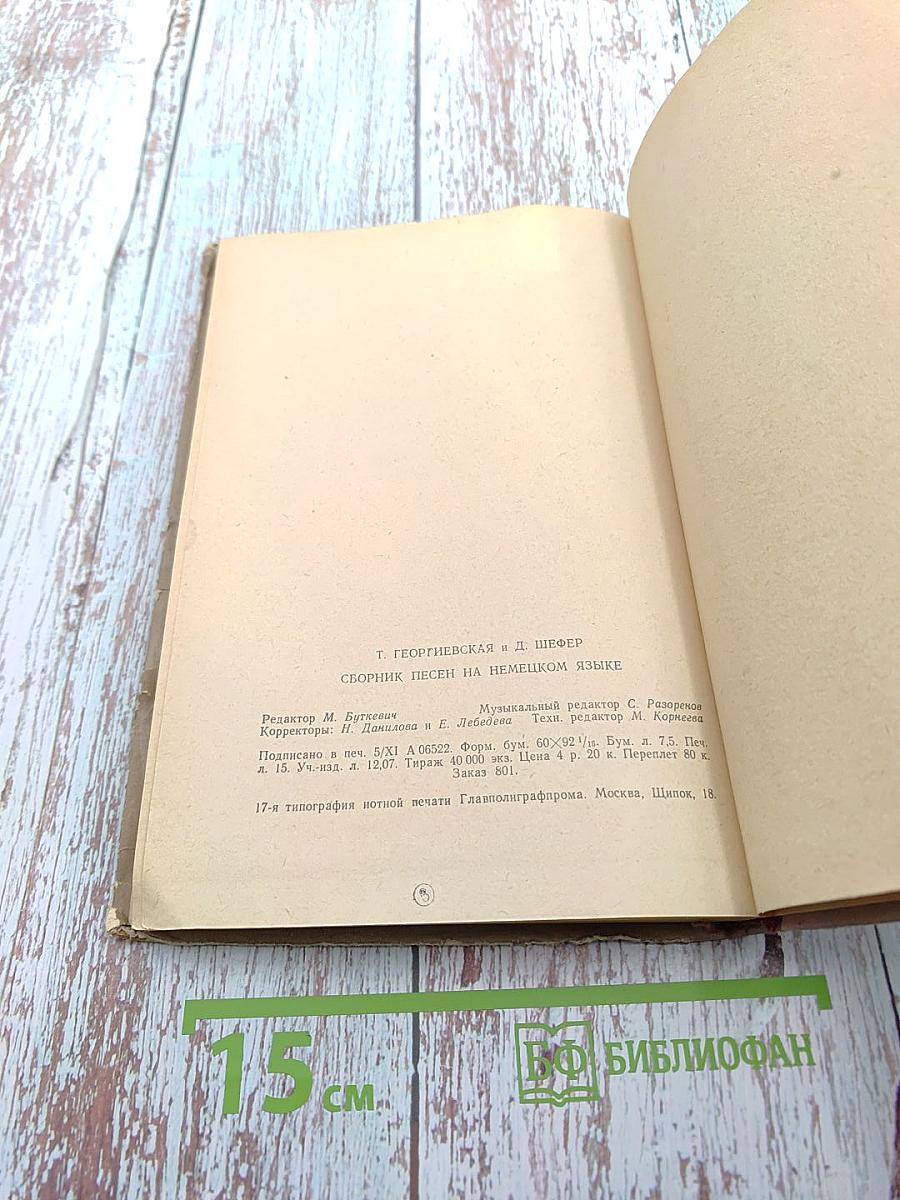 Т. ГЕОРГИЕВСКАЯ и Д. ШЕФЕР
СБОРНИК ПЕСЕН НА НЕМЕЦКОМ ЯЗЫКЕ
Редактор М. Буткевич Музыкальный редактор С. Разоренов
Корректоры: Н. Данилова и Е. Лебедева Техн. редактор М. Корнеева
Подписано в печ. 5/XI А 06522. Форм. бум. 60×92 1/16. Бум. л. 7,5. Печ.
л. 15. Уч.-изд. л. 12,07. Тираж 40 000 экз. Цена 4 р. 20 к. Переплет 80 к.
Заказ 801.
17-я типография нотной печати Главполиграфпрома. Москва, Щипок, 18.
15 см
БФ БИБЛИОФАН